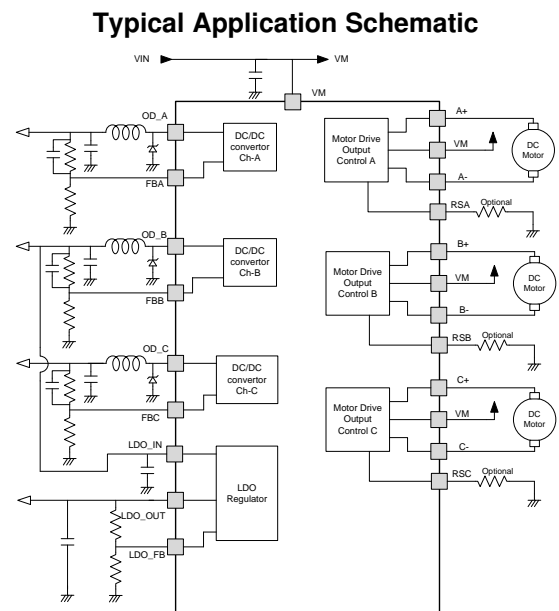 Typical Application Schematic
VIN
VM
VM
OD_A
DC/DC
convertor
Ch-A
FBA
OD_B
DC/DC
convertor
Ch-B
FBB
OD_C
DC/DC
convertor
Ch-C
FBC
LDO_IN
LDO
Regulator
LDO_OUT
LDO_FB
A+
Motor Drive
Output
Control A
VM
DC
Motor
A-
RSA
Optional
B+
Motor Drive
Output
Control B
VM
DC
Motor
B-
RSB
Optional
C+
Motor Drive
Output
Control C
VM
DC
Motor
C-
RSC
Optional